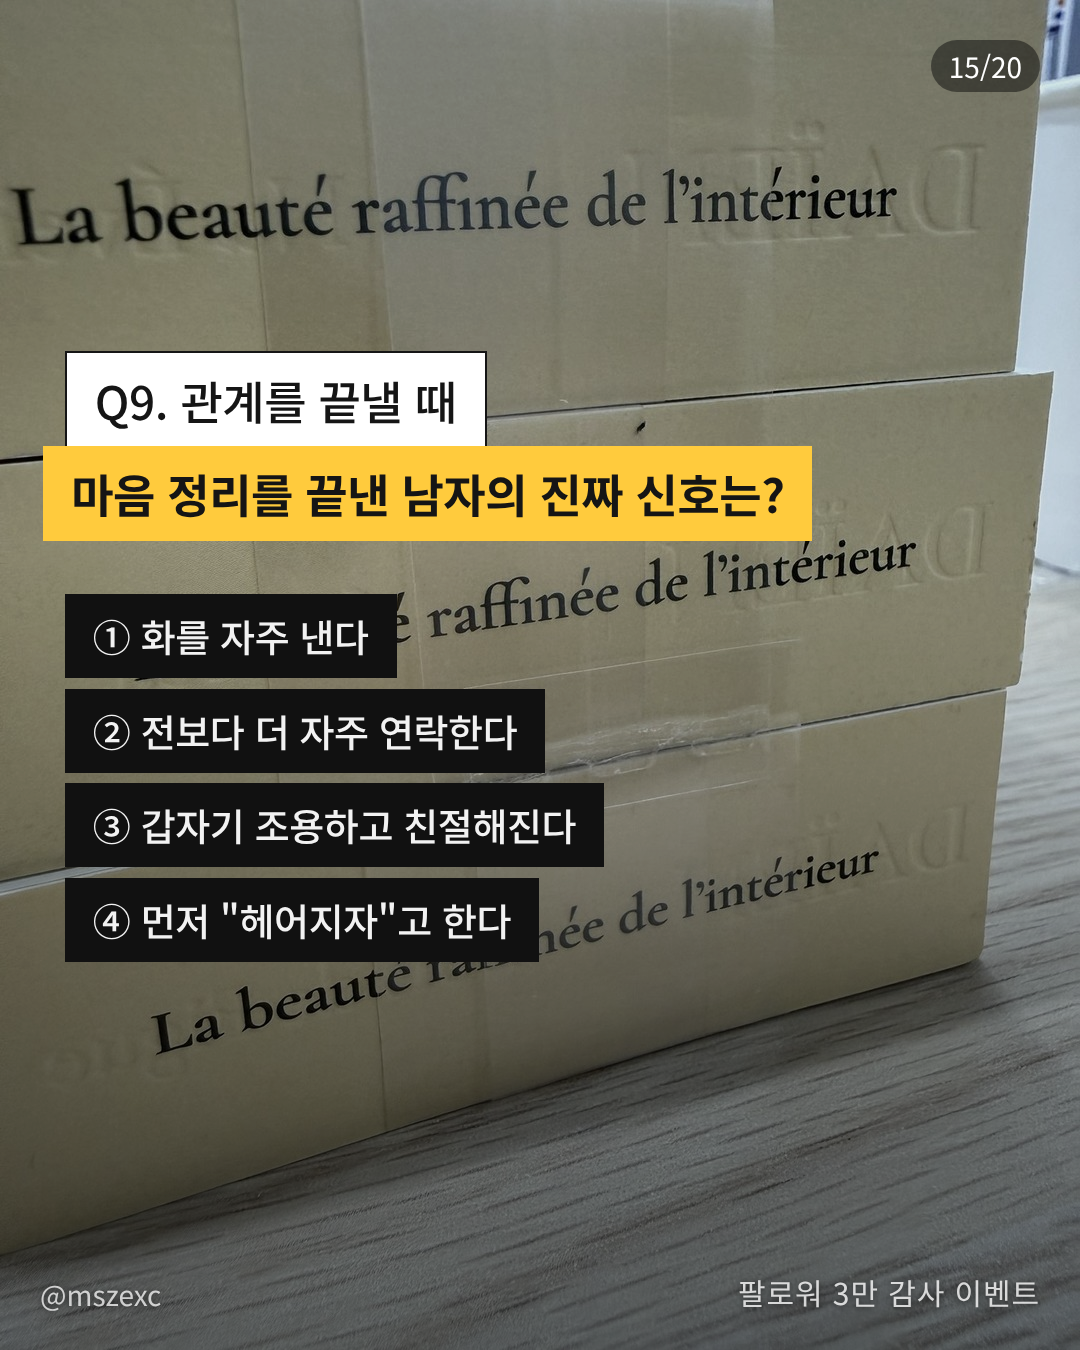 15/20
La beauté raffinée de l'intérieur
Q9. 관계를 끝낼 때
마음 정리를 끝낸 남자의 진짜 신호는?
é raffinée de l'intérieur
① 화를 자주 낸다
② 전보다 더 자주 연락한다
③ 갑자기 조용하고 친절해진다
④ 먼저 "헤어지자"고 한다
La beauté née de l'intérieur
@mszexc
팔로워 3만 감사 이벤트